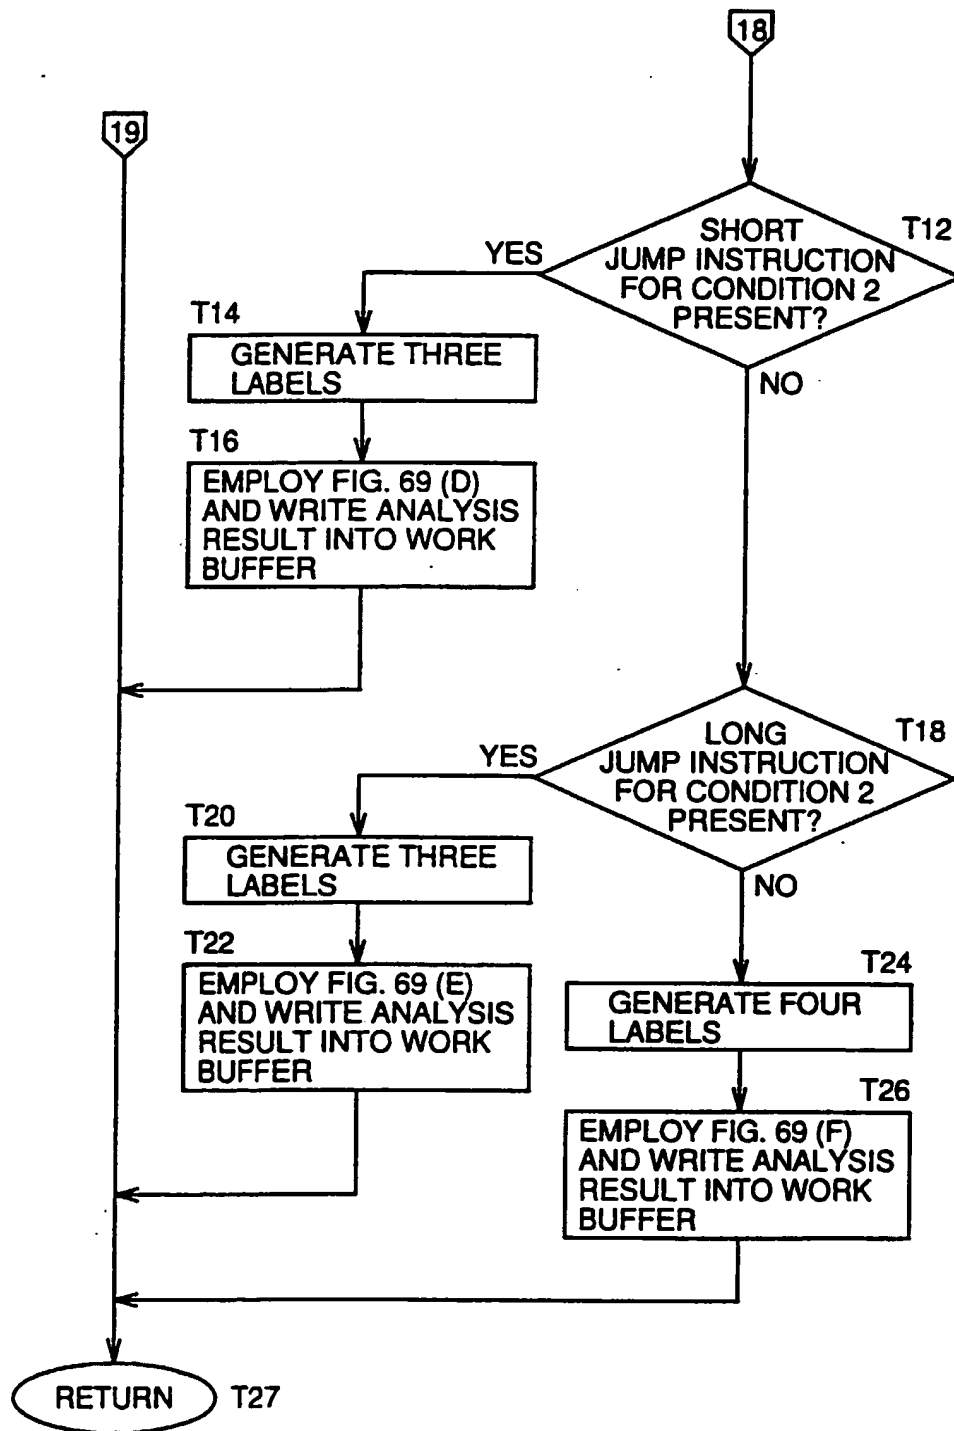 18
19
SHORT
JUMP INSTRUCTION
FOR CONDITION 2
PRESENT?
T12
YES
NO
T14
GENERATE THREE
LABELS
T16
EMPLOY FIG. 69 (D)
AND WRITE ANALYSIS
RESULT INTO WORK
BUFFER
LONG
JUMP INSTRUCTION
FOR CONDITION 2
PRESENT?
T18
YES
NO
T20
GENERATE THREE
LABELS
T22
EMPLOY FIG. 69 (E)
AND WRITE ANALYSIS
RESULT INTO WORK
BUFFER
T24
GENERATE FOUR
LABELS
T26
EMPLOY FIG. 69 (F)
AND WRITE ANALYSIS
RESULT INTO WORK
BUFFER
RETURN
T27